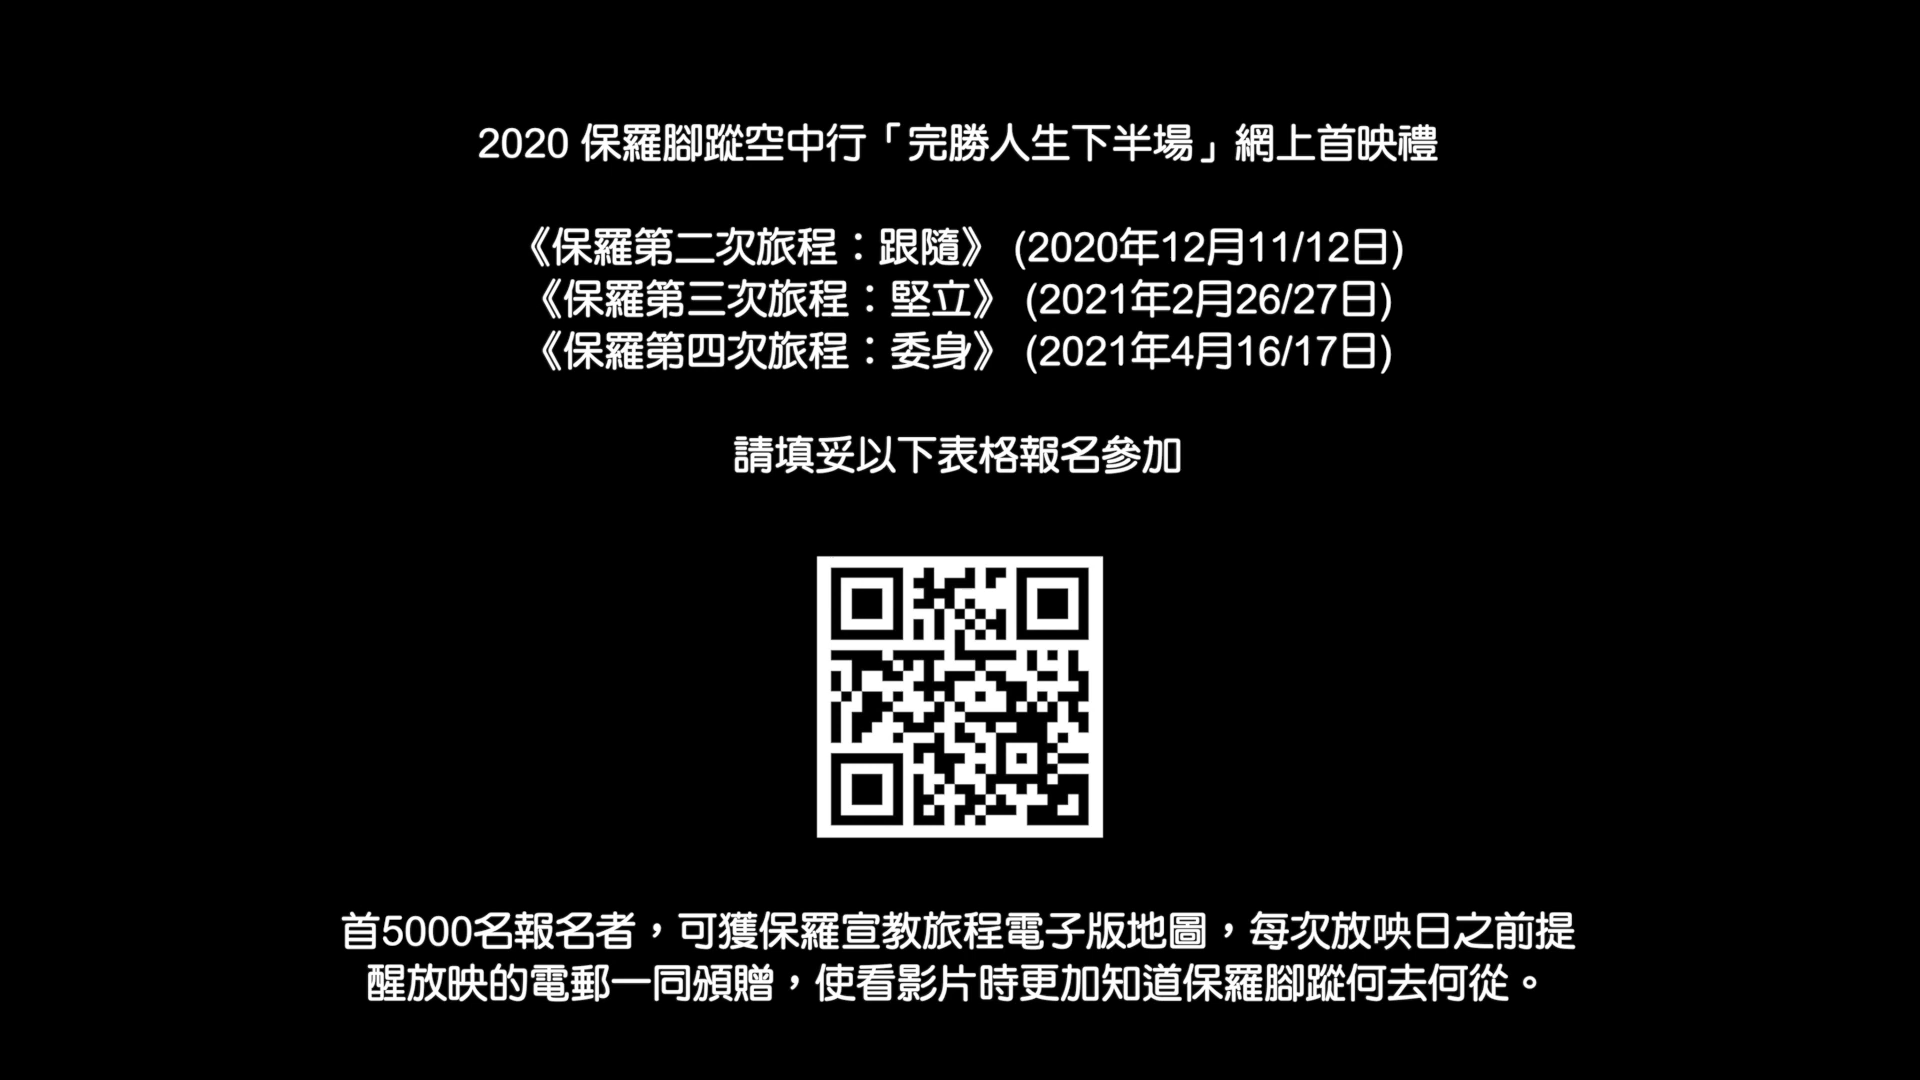 2020 保羅腳蹤空中行「完勝人生下半場」網上首映禮
《保羅第二次旅程：跟隨》 (2020年12月11/12日)
《保羅第三次旅程：堅立》 (2021年2月26/27日)
《保羅第四次旅程：委身》 (2021年4月16/17日)
請填妥以下表格報名參加
首5000名報名者，可獲保羅宣教旅程電子版地圖，每次放映日之前提
醒放映的電郵一同頒贈，使看影片時更加知道保羅腳蹤何去何從。